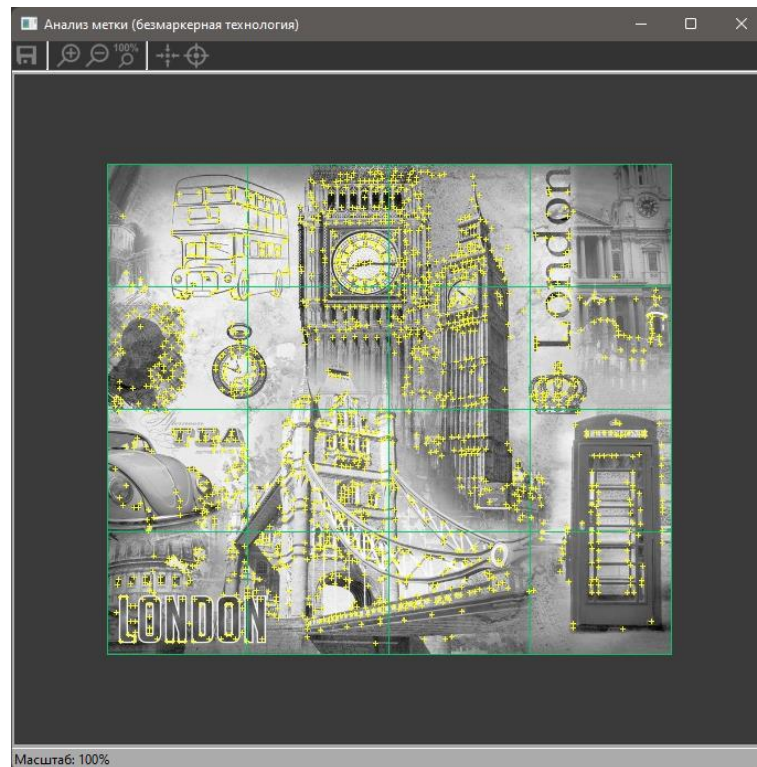 Анализ метки (безмаркерная технология)
100%
London
TEA
LONDON
Масштаб: 100%